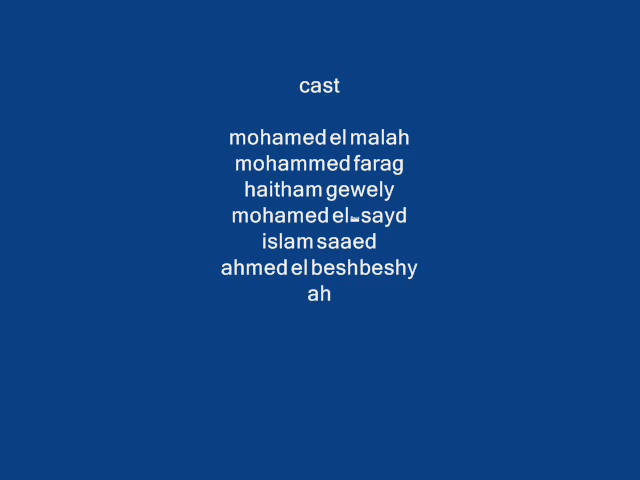 cast
mohamed el malah
mohammed farag
haitham gewely
mohamed el sayd
islam saaed
ahmed el beshbeshy
ah